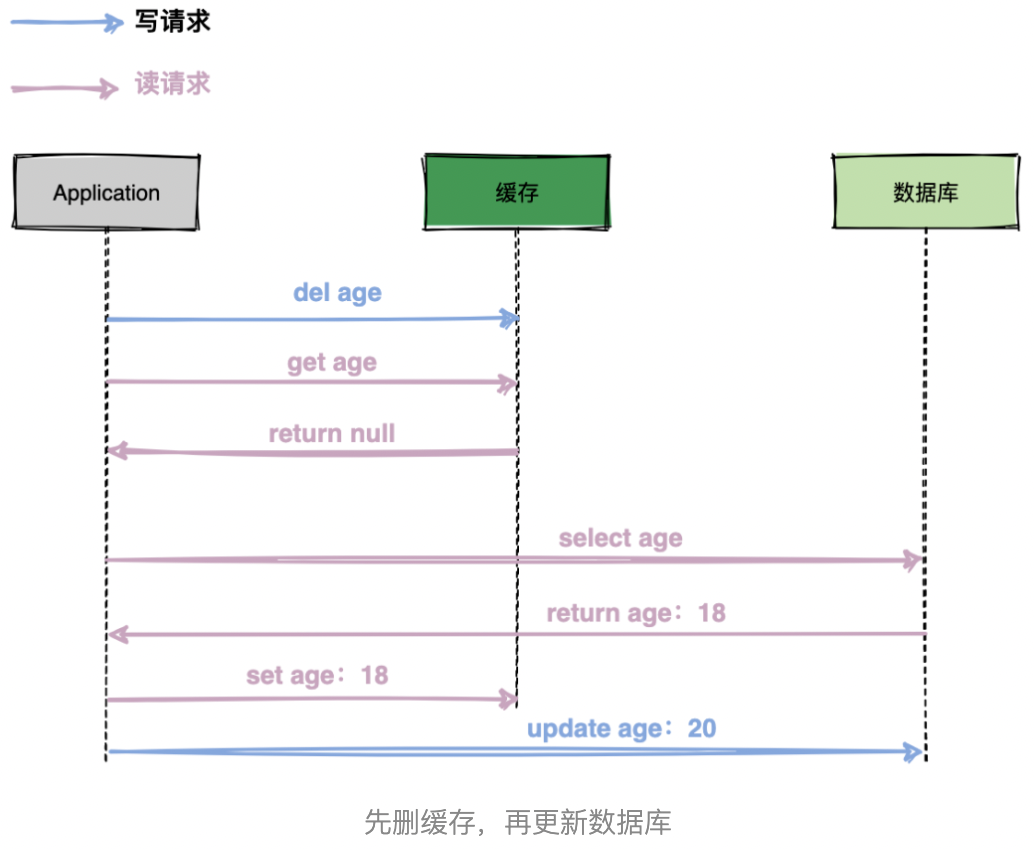 写请求
读请求
Application
缓存
数据库
del age
get age
return null
select age
return age：18
set age：18
update age：20
先删缓存，再更新数据库